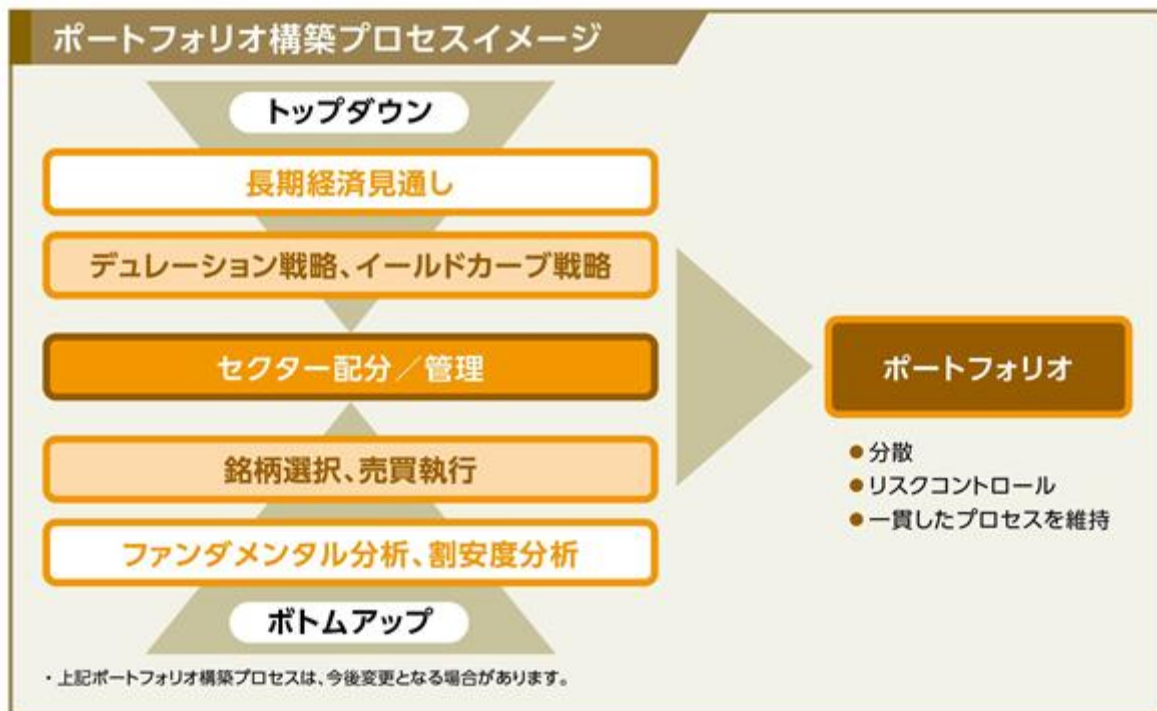 ポートフォリオ構築プロセスイメージ
トップダウン
長期経済見通し
デュレーション戦略、イールドカーブ戦略
セクター配分／管理
銘柄選択、売買執行
ファンダメンタル分析、割安度分析
ボトムアップ
ポートフォリオ
●分散
●リスクコントロール
●一貫したプロセスを維持
・上記ポートフォリオ構築プロセスは、今後変更となる場合があります。